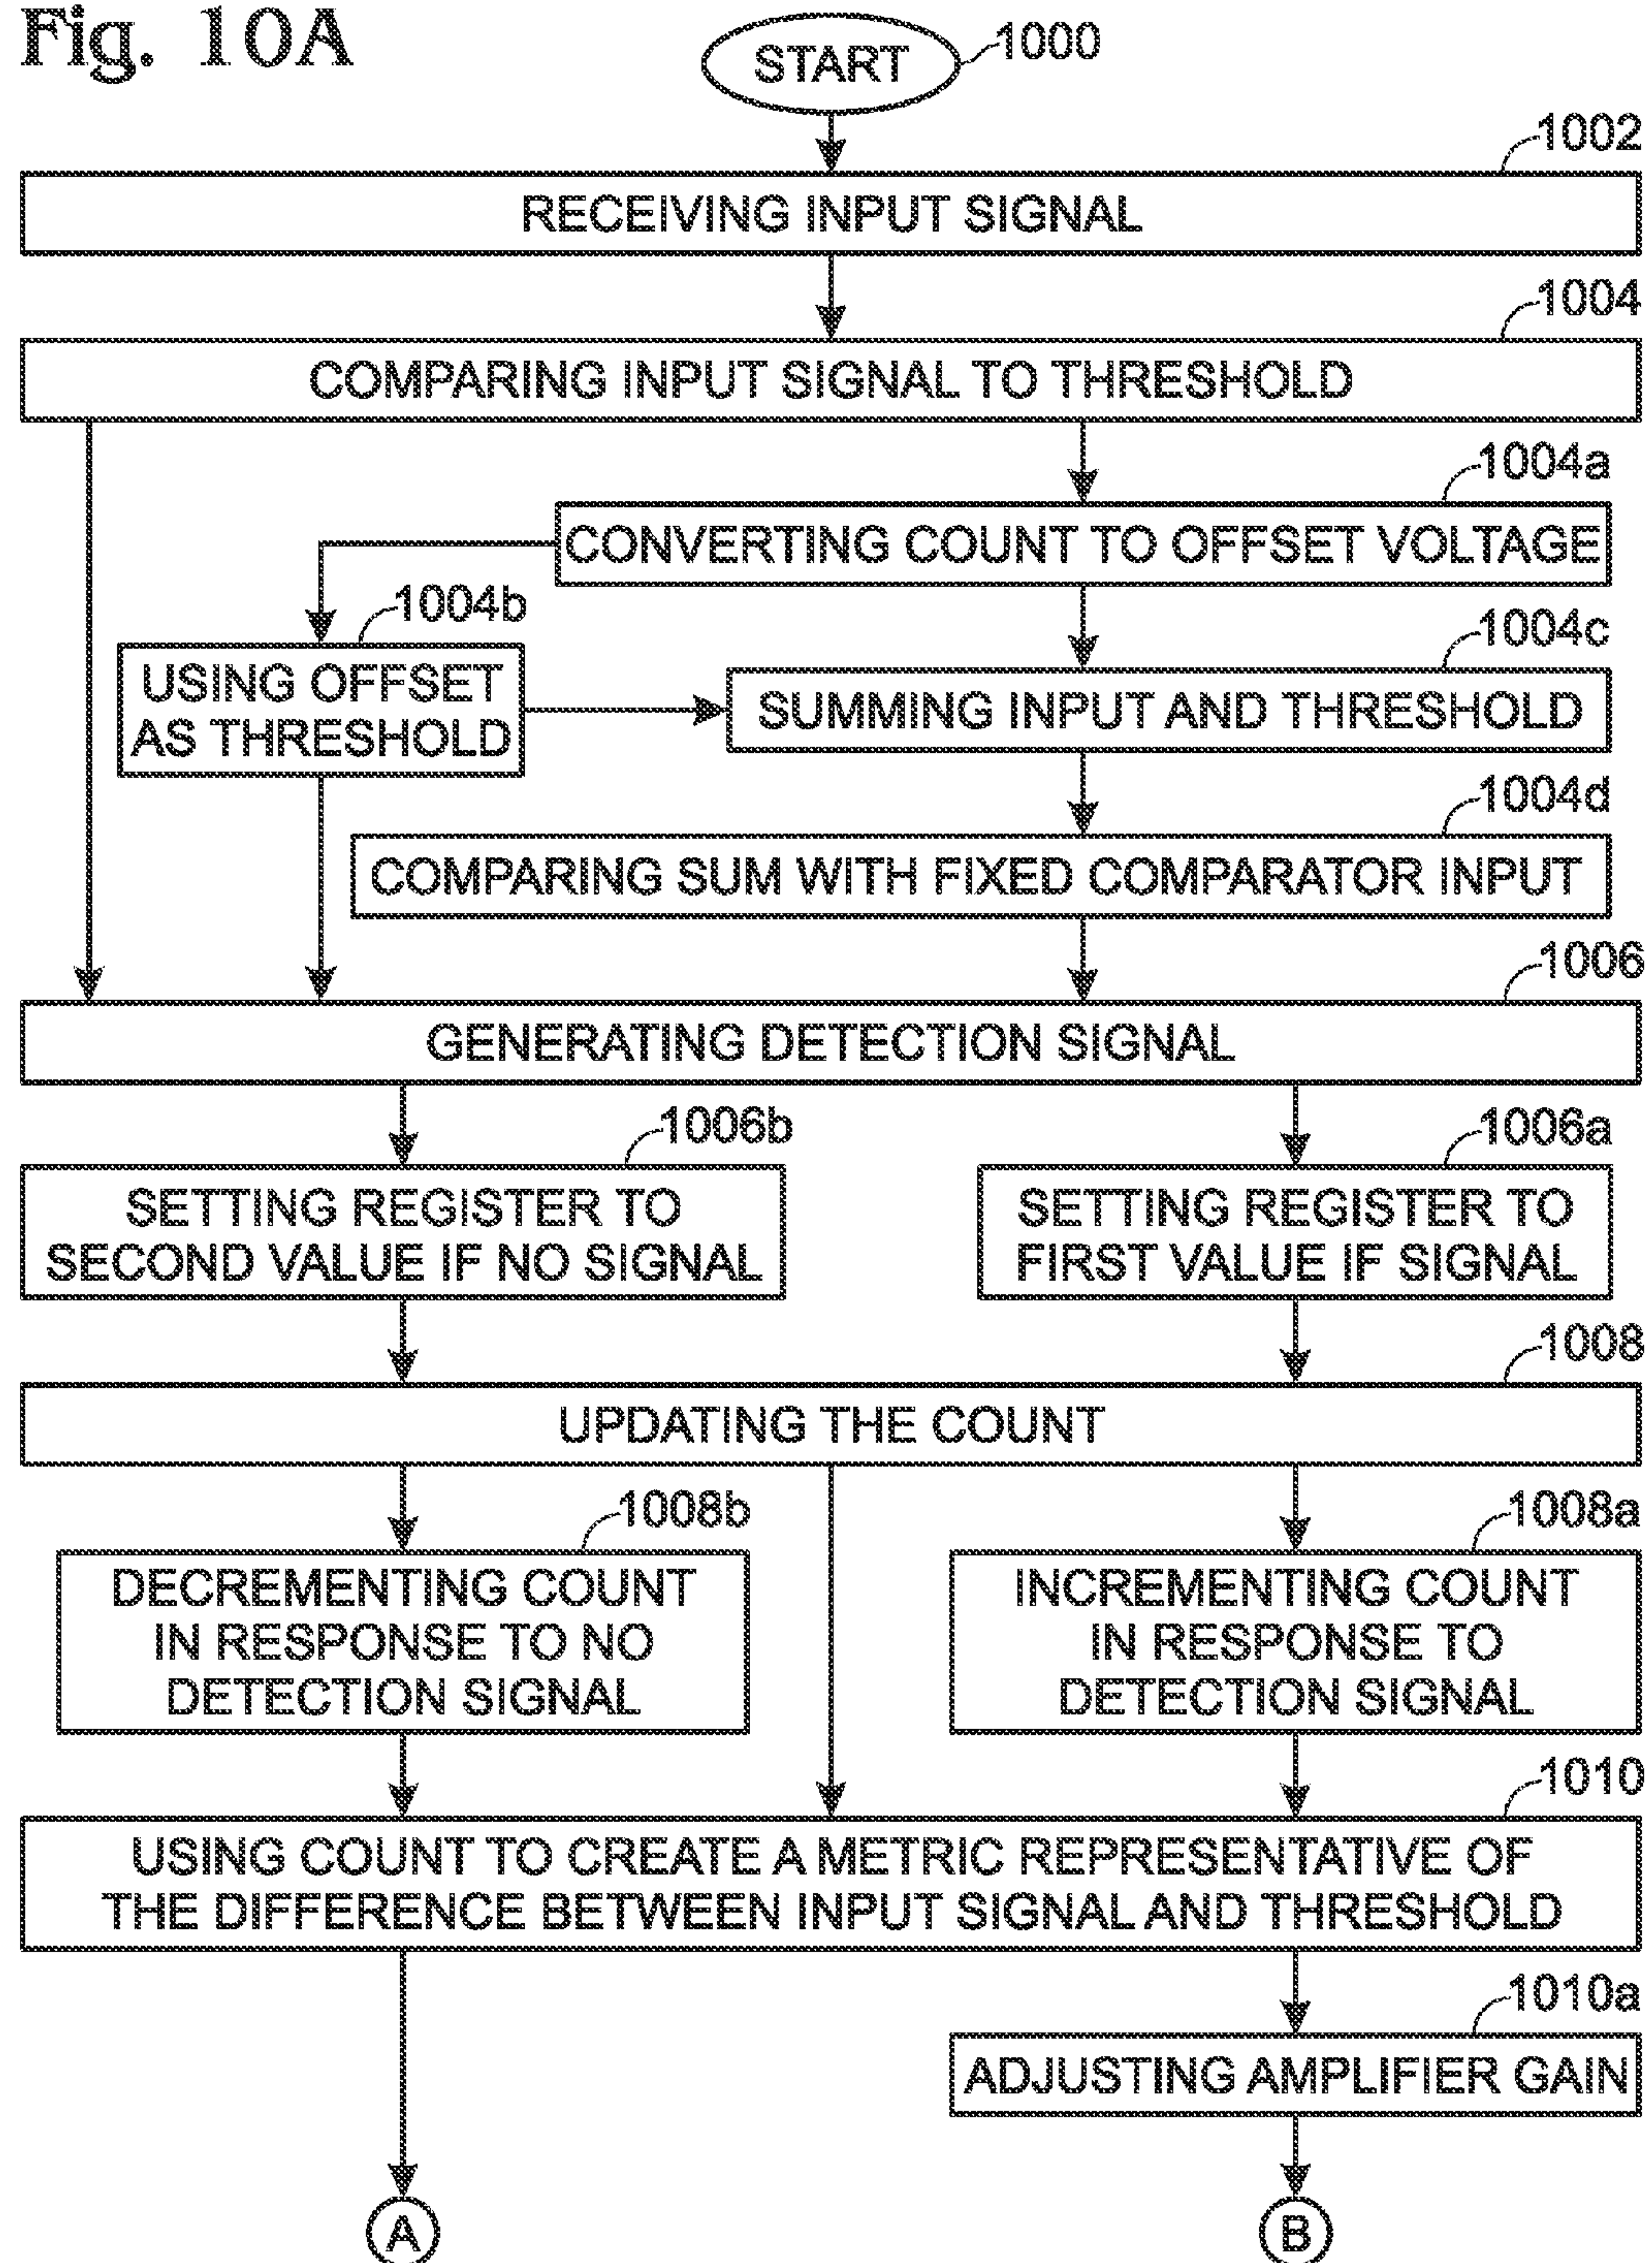 Fig. 10A
START
1000
1002
RECEIVING INPUT SIGNAL
1004
COMPARING INPUT SIGNAL TO THRESHOLD
1004a
CONVERTING COUNT TO OFFSET VOLTAGE
1004b
USING OFFSET
AS THRESHOLD
1004c
SUMMING INPUT AND THRESHOLD
1004d
COMPARING SUM WITH FIXED COMPARATOR INPUT
1006
GENERATING DETECTION SIGNAL
1006b
SETTING REGISTER TO
SECOND VALUE IF NO SIGNAL
1006a
SETTING REGISTER TO
FIRST VALUE IF SIGNAL
1008
UPDATING THE COUNT
1008b
DECREMENTING COUNT
IN RESPONSE TO NO
DETECTION SIGNAL
1008a
INCREMENTING COUNT
IN RESPONSE TO
DETECTION SIGNAL
1010
USING COUNT TO CREATE A METRIC REPRESENTATIVE OF
THE DIFFERENCE BETWEEN INPUT SIGNAL AND THRESHOLD
1010a
ADJUSTING AMPLIFIER GAIN
A
B